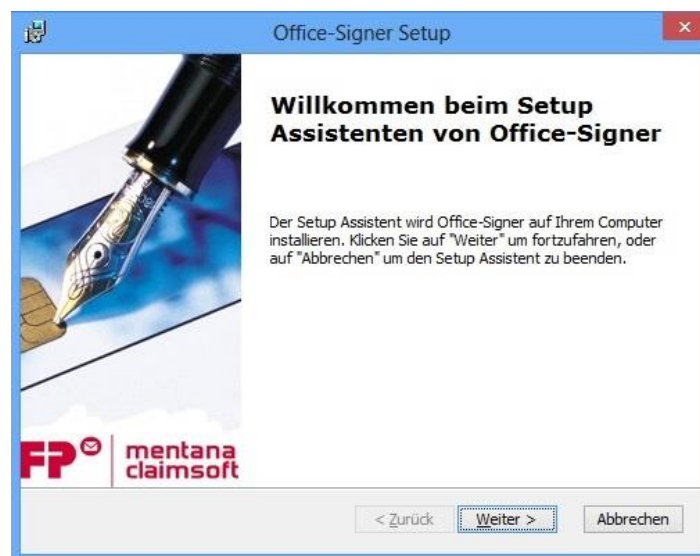 Office-Signer Setup
Willkommen beim Setup
Assistenten von Office-Signer
Der Setup Assistent wird Office-Signer auf Ihrem Computer
installieren. Klicken Sie auf "Weiter" um fortzufahren, oder
auf "Abbrechen" um den Setup Assistent zu beenden.
FP mentana
claimsoft
< Zurück Weiter > Abbrechen